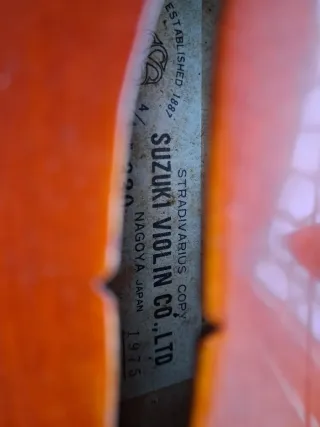 ESTABLISHED 1887
STRADIVARIUS COPY
SUZUKI VIOLIN CO.,LTD
NAGOYA JAPAN
1975